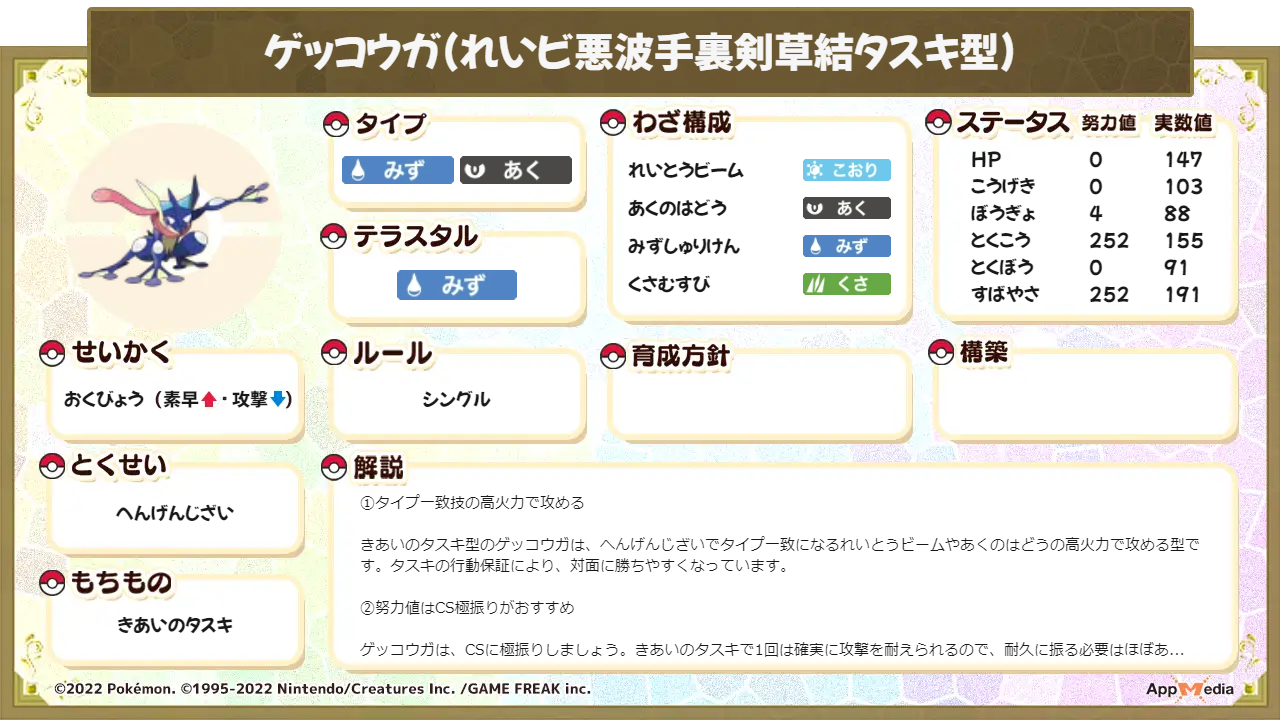 ゲッコウガ(れいビ悪波手裏剣草結タスキ型)
タイプ
みず あく
テラスタル
みず
わざ構成
れいとうビーム こおり
あくのはどう あく
みずしゅりけん みず
くさむすび くさ
ステータス 努力値 実数値
HP 0 147
こうげき 0 103
ぼうぎょ 4 88
とくこう 252 155
とくぼう 0 91
すばやさ 252 191
せいかく
おくびょう（素早・攻撃）
ルール
シングル
育成方針
構築
とくせい
へんげんじざい
もちもの
きあいのタスキ
解説
①タイプ一致技の高火力で攻める
きあいのタスキ型のゲッコウガは、へんげんじざいでタイプ一致になるれいとうビームやあくのはどうの高火力で攻める型で
す。タスキの行動保証により、対面に勝ちやすくなっています。
②努力値はCS極振りがおすすめ
ゲッコウガは、CSに極振りしましょう。きあいのタスキで1回は確実に攻撃を耐えられるので、耐久に振る必要はほぼあ...
©2022 Pokémon. ©1995-2022 Nintendo/Creatures Inc. /GAME FREAK inc.
AppMedia